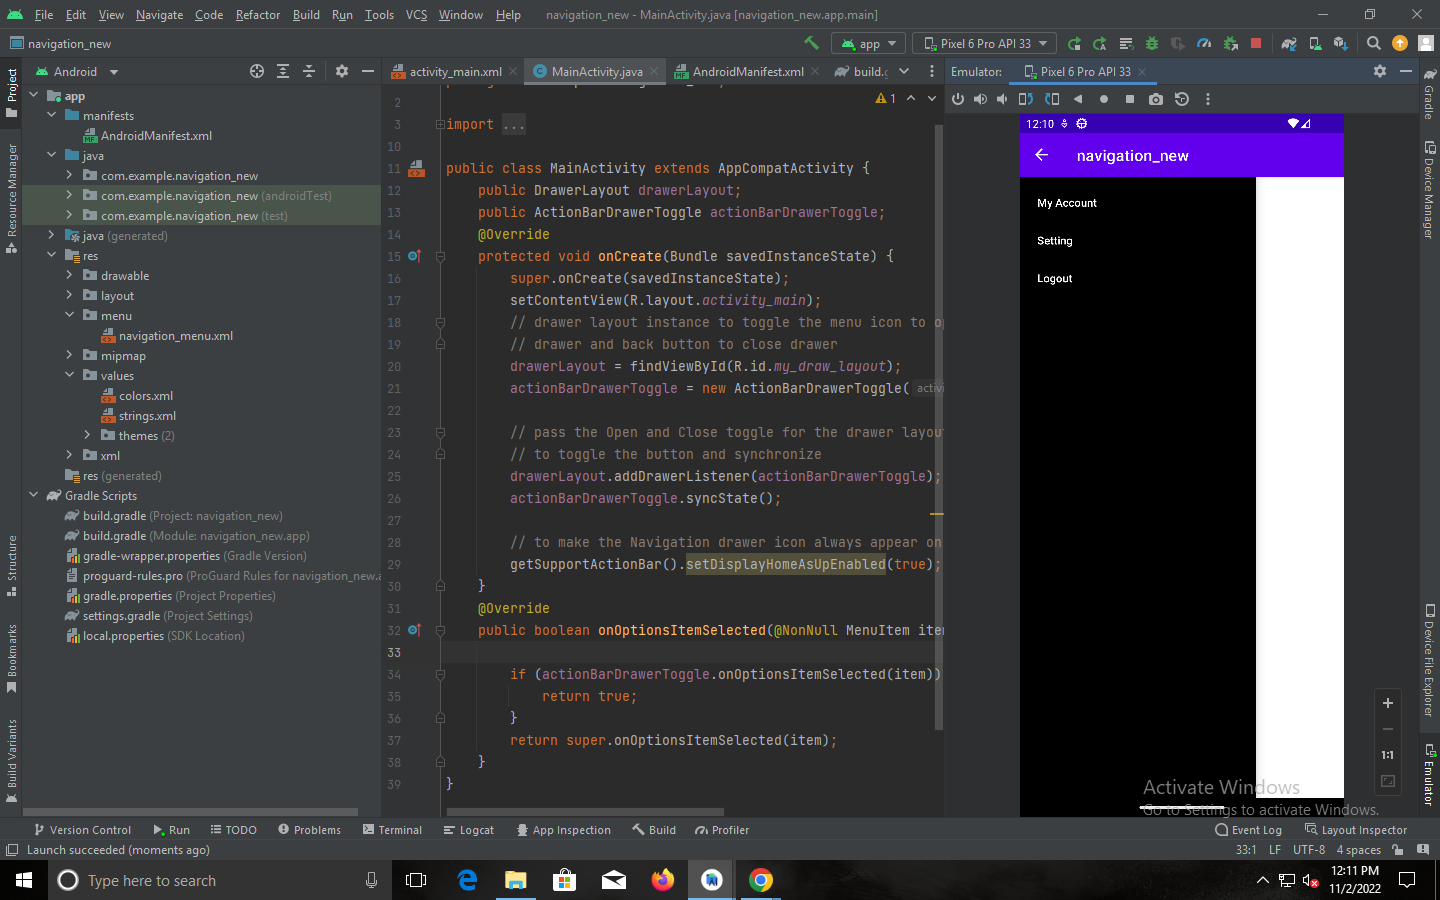 File Edit View Navigate Code Refactor Build Run Tools VCS Window Help navigation_new - MainActivity.java [navigation_new.app.main]
navigation_new app Pixel 6 Pro API 33
Android
activity_main.xml MainActivity.java AndroidManifest.xml build.g
Emulator: Pixel 6 Pro API 33
Project
Resource Manager
Structure
Bookmarks
Build Variants
app
manifests
AndroidManifest.xml
java
com.example.navigation_new
com.example.navigation_new (androidTest)
com.example.navigation_new (test)
java (generated)
res
drawable
layout
menu
navigation_menu.xml
mipmap
values
colors.xml
strings.xml
themes (2)
xml
res (generated)
Gradle Scripts
build.gradle (Project: navigation_new)
build.gradle (Module: navigation_new.app)
gradle-wrapper.properties (Gradle Version)
proguard-rules.pro (ProGuard Rules for navigation_new.a
gradle.properties (Project Properties)
settings.gradle (Project Settings)
local.properties (SDK Location)
1
2
3 import ...
10
11 public class MainActivity extends AppCompatActivity {
12 public DrawerLayout drawerLayout;
13 public ActionBarDrawerToggle actionBarDrawerToggle;
14 @Override
15 protected void onCreate(Bundle savedInstanceState) {
16 super.onCreate(savedInstanceState);
17 setContentView(R.layout.activity_main);
18 // drawer layout instance to toggle the menu icon to op
19 // drawer and back button to close drawer
20 drawerLayout = findViewById(R.id.my_draw_layout);
21 actionBarDrawerToggle = new ActionBarDrawerToggle( activi
22
23 // pass the Open and Close toggle for the drawer layou
24 // to toggle the button and synchronize
25 drawerLayout.addDrawerListener(actionBarDrawerToggle);
26 actionBarDrawerToggle.syncState();
27
28 // to make the Navigation drawer icon always appear on
29 getSupportActionBar().setDisplayHomeAsUpEnabled(true);
30 }
31 @Override
32 public boolean onOptionsItemSelected(@NonNull MenuItem ite
33
34 if (actionBarDrawerToggle.onOptionsItemSelected(item))
35 return true;
36 }
37 return super.onOptionsItemSelected(item);
38 }
39 }
12:10
navigation_new
My Account
Setting
Logout
1:1
Activate Windows
Go to Settings to activate Windows.
Gradle
Device Manager
Device File Explorer
Emulator
Version Control Run TODO Problems Terminal Logcat App Inspection Build Profiler Event Log Layout Inspector
Launch succeeded (moments ago) 33:1 LF UTF-8 4 spaces
Type here to search
12:11 PM
11/2/2022